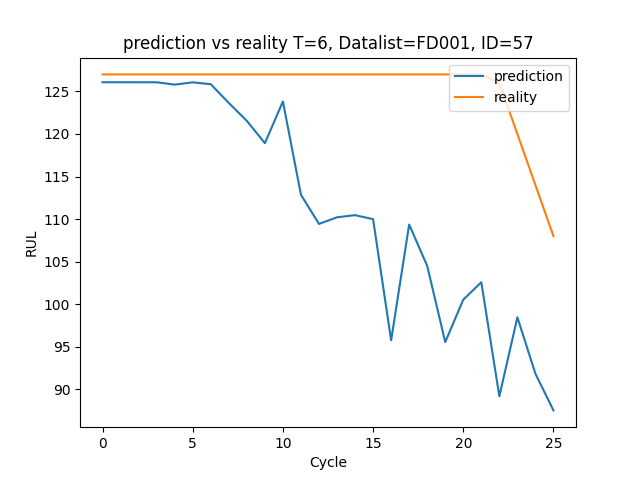 prediction vs reality T=6, Datalist=FD001, ID=57
prediction
reality
RUL
125
120
115
110
105
100
95
90
0 5 10 15 20 25
Cycle